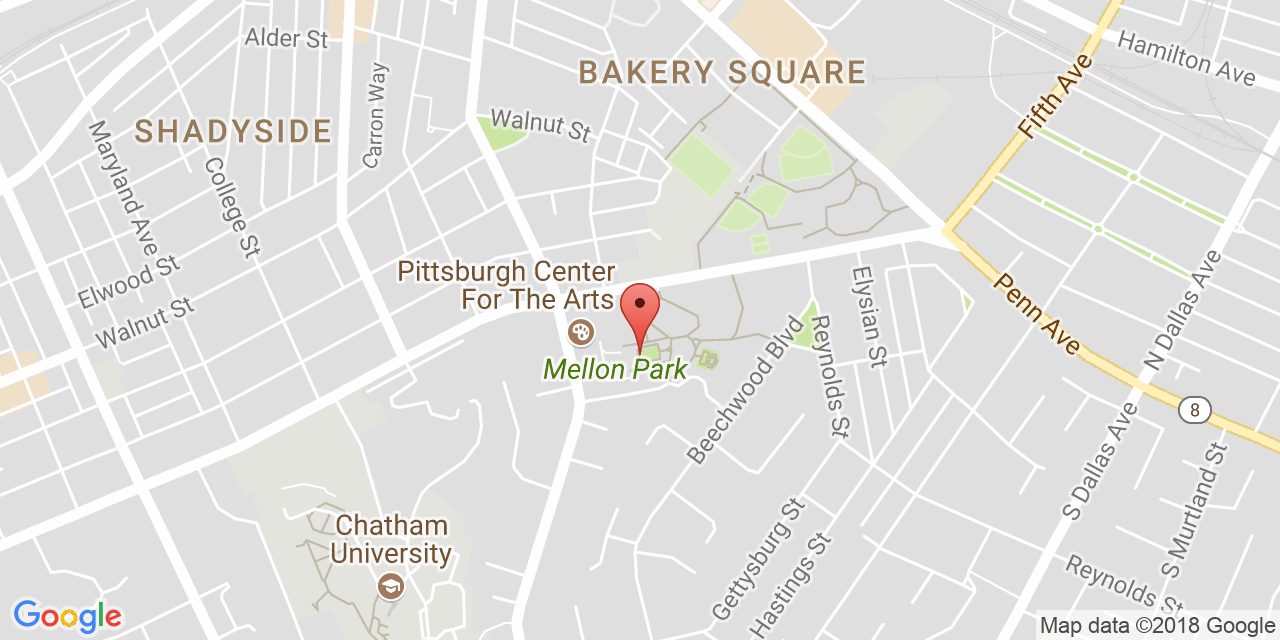 Alder St
Hamilton Ave
BAKERY SQUARE
Fifth Ave
Carron Way
Walnut St
SHADYSIDE
Maryland Ave
College St
Elwood St
Walnut St
Pittsburgh Center
For The Arts
Elysian St
Penn Ave
N Dallas Ave
Reynolds St
Beechwood Blvd
Mellon Park
8
S Dallas Ave
S Murtland St
Chatham
University
Gettysburg St
Hastings St
Reynolds St
Google
Map data ©2018 Google